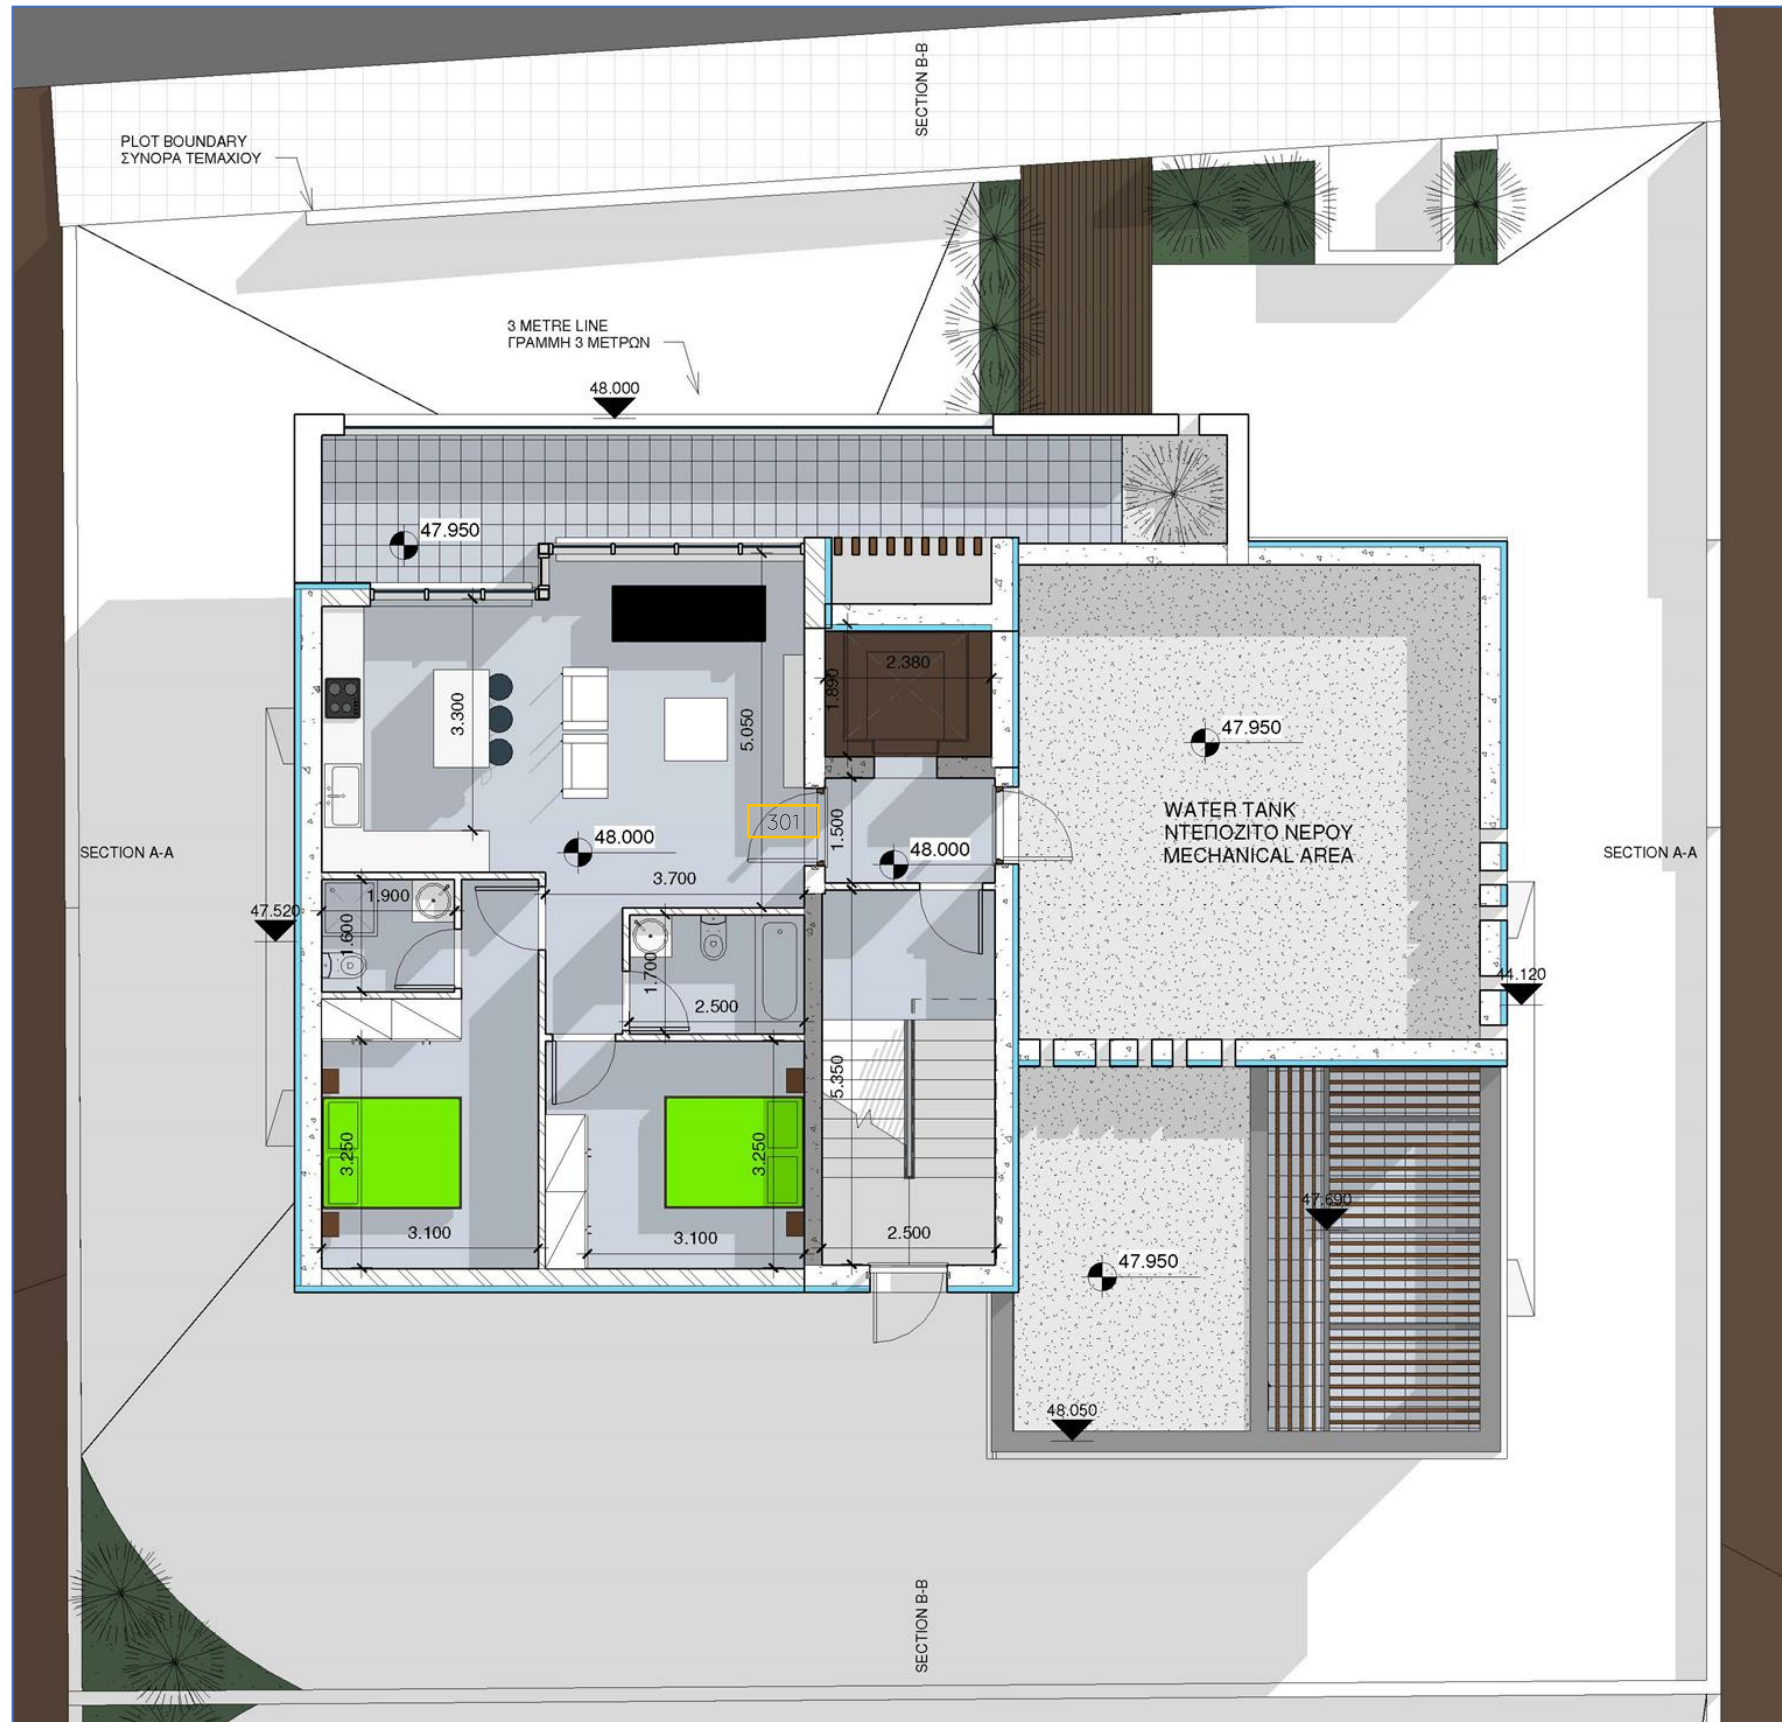 SECTION B-B
PLOT BOUNDARY
ΣΥΝΟΡΑ ΤΕΜΑΧΙΟΥ
3 METRE LINE
ΓΡΑΜΜΗ 3 ΜΕΤΡΩΝ
48.000
47.950
2.380
1.890
3.300
5.050
47.950
WATER TANK
ΝΤΕΠΟΖΙΤΟ ΝΕΡΟΥ
MECHANICAL AREA
301
1.500
48.000
48.000
SECTION A-A
SECTION A-A
3.700
1.900
47.520
1.600
1.700
2.500
44.120
5.350
3.250
3.250
47.690
3.100
3.100
2.500
47.950
48.050
SECTION B-B